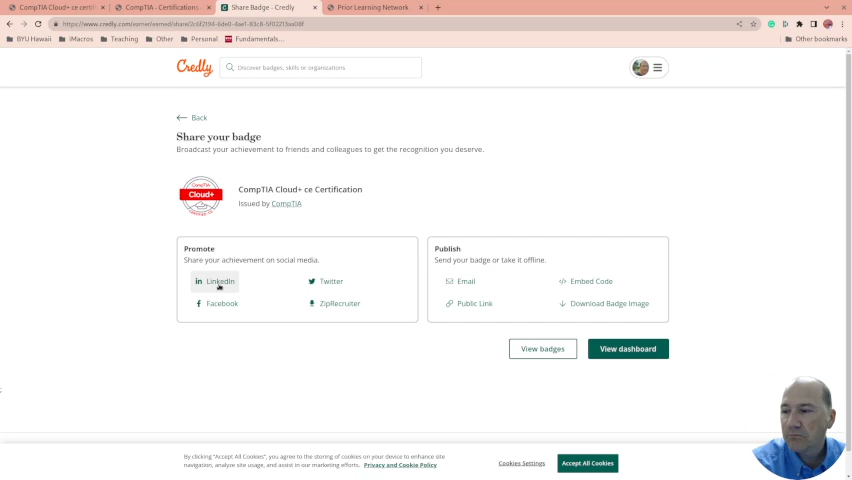 CompTIA Cloud+ ce certif
CompTIA - Certifications
Share Badge - Credly
Prior Learning Network
https://www.credly.com/earner/earned/share/2c6f2194-6de0-4ae1-83c8-5f02213aa08f
BYU Hawaii
iMacros
Teaching
Other
Personal
Fundamentals...
Other bookmarks
Credly
Discover badges, skills or organizations
Back
Share your badge
Broadcast your achievement to friends and colleagues to get the recognition you deserve.
CompTIA
Cloud+
CompTIA Cloud+ ce Certification
Issued by CompTIA
Promote
Share your achievement on social media.
LinkedIn
Twitter
Facebook
ZipRecruiter
Publish
Send your badge or take it offline.
Email
Embed Code
Public Link
Download Badge Image
View badges
View dashboard
By clicking "Accept All Cookies", you agree to the storing of cookies on your device to enhance site
navigation, analyze site usage, and assist in our marketing efforts. Privacy and Cookie Policy
Cookies Settings
Accept All Cookies